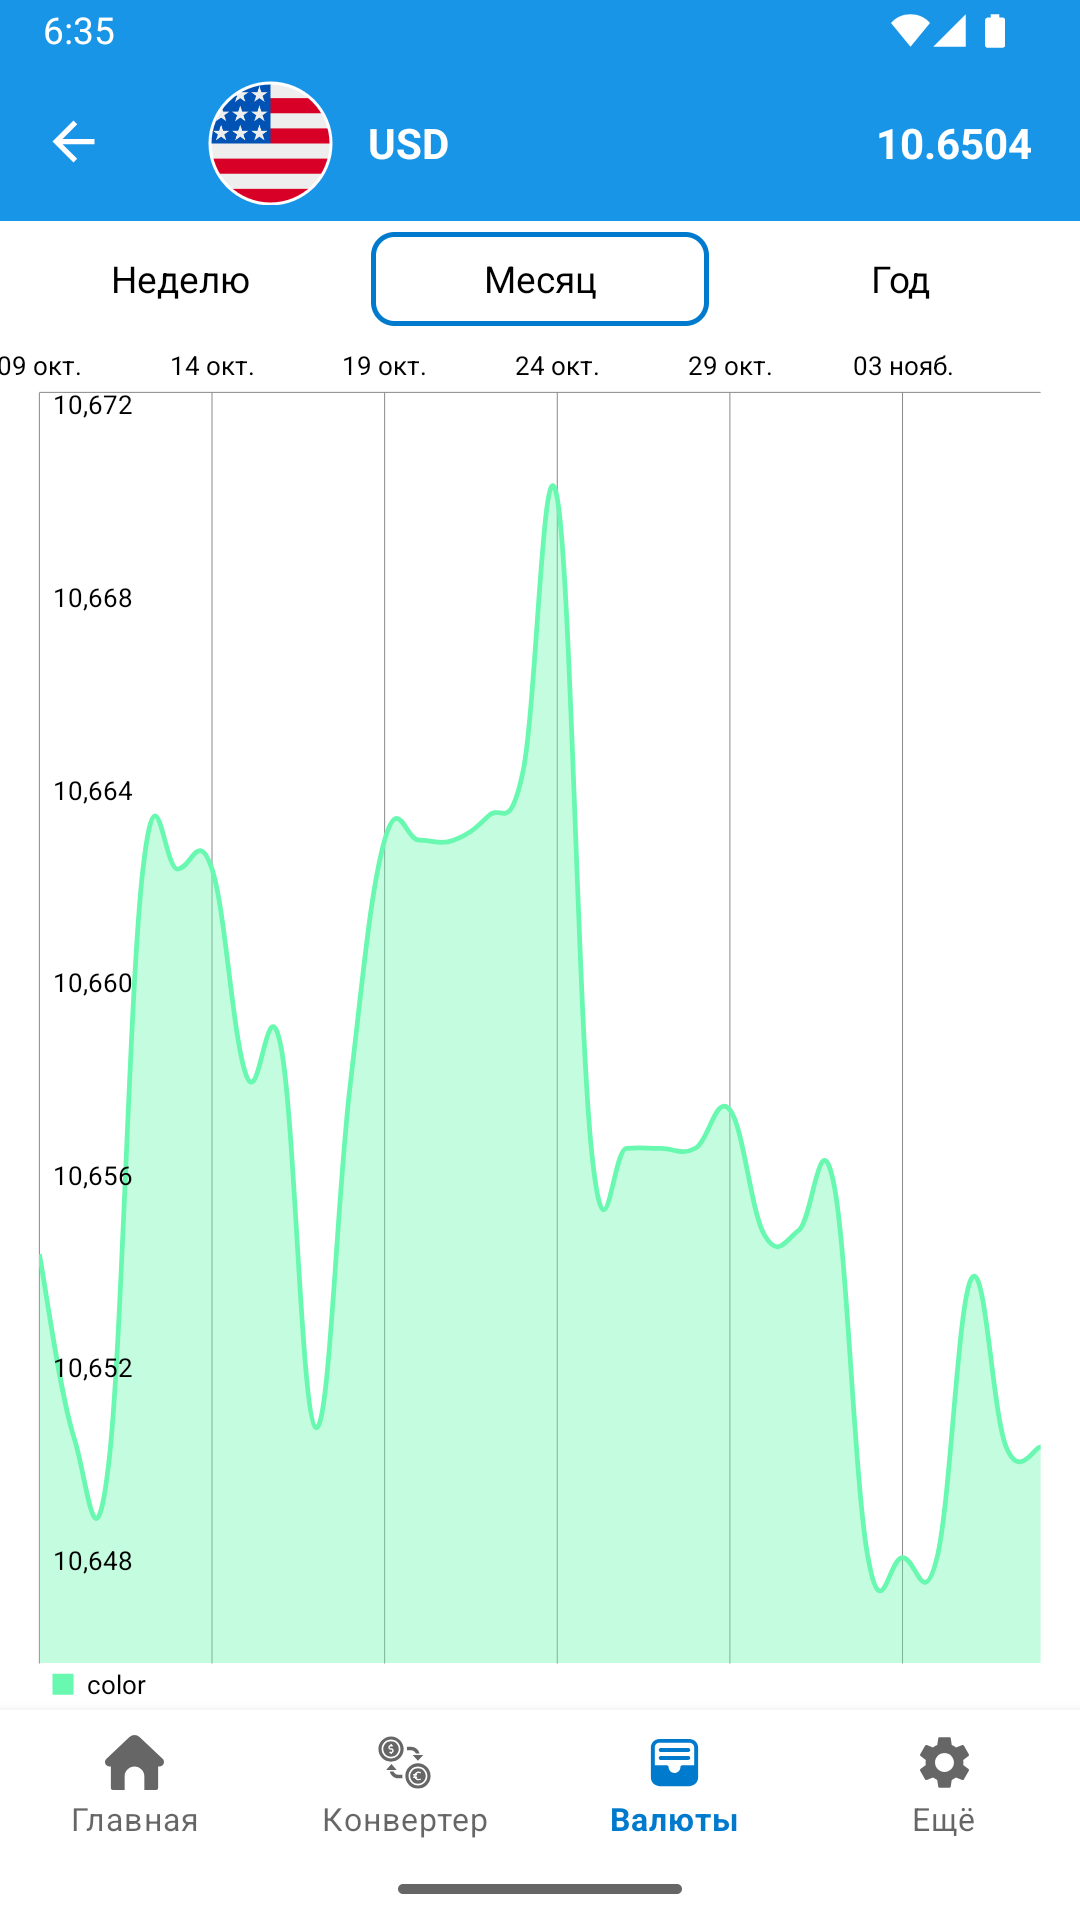 6:35
USD
10.6504
Неделю
Месяц
Год
09 окт.
14 окт.
19 окт.
24 окт.
29 окт.
03 нояб.
10,672
10,668
10,664
10,660
10,656
10,652
10,648
color
Главная
Конвертер
Валюты
Ещё